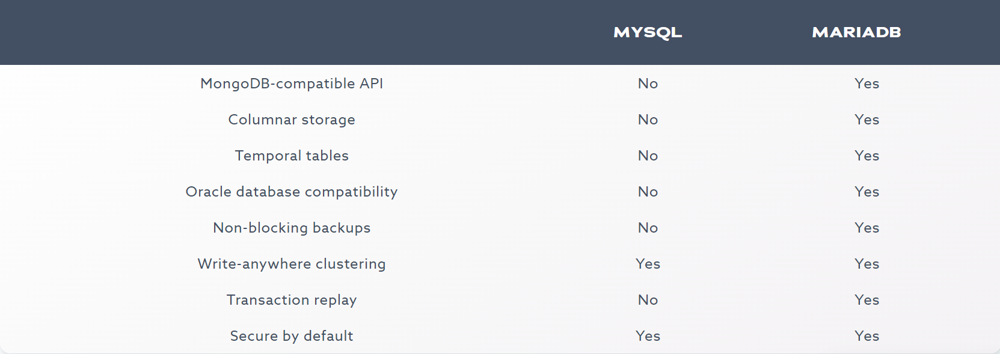 MYSQL MARIADB
MongoDB-compatible API No Yes
Columnar storage No Yes
Temporal tables No Yes
Oracle database compatibility No Yes
Non-blocking backups No Yes
Write-anywhere clustering Yes Yes
Transaction replay No Yes
Secure by default Yes Yes